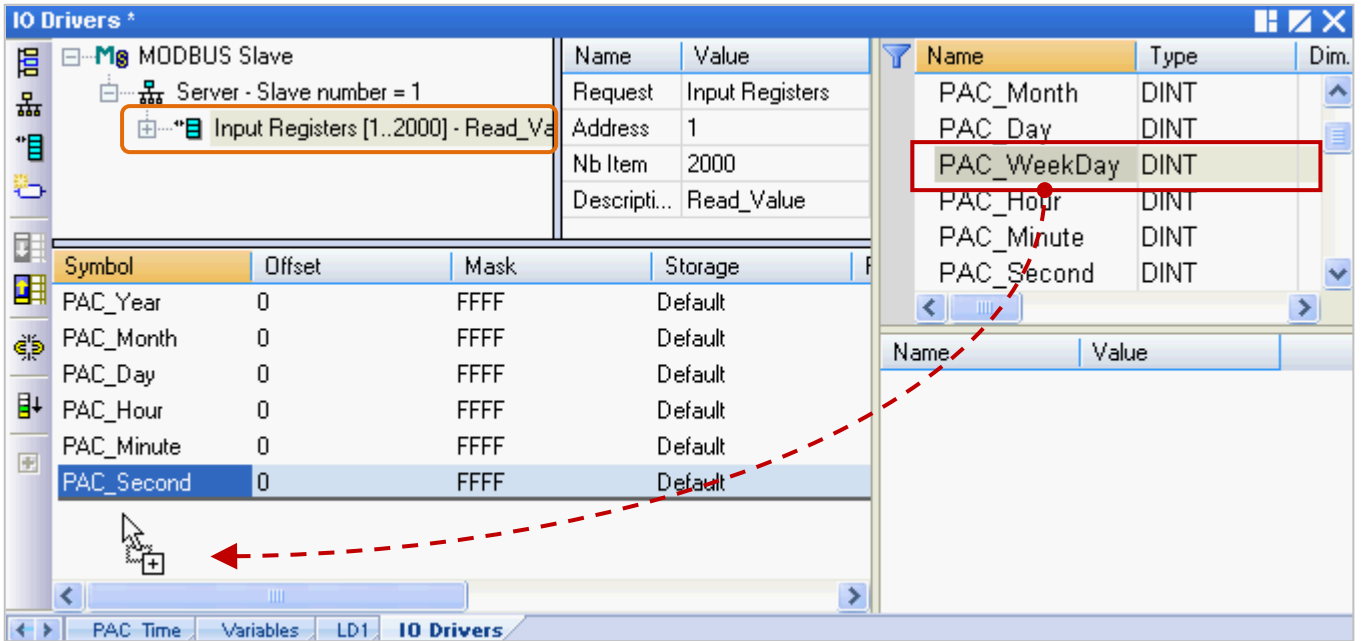 IO Drivers *
MODBUS Slave
Server - Slave number = 1
Input Registers [1..2000] - Read_Va
Name Value
Request Input Registers
Address 1
Nb Item 2000
Descripti... Read_Value
Name Type Dim.
PAC_Month DINT
PAC_Day DINT
PAC_WeekDay DINT
PAC_Hour DINT
PAC_Minute DINT
PAC_Second DINT
Symbol Offset Mask Storage
PAC_Year 0 FFFF Default
PAC_Month 0 FFFF Default
PAC_Day 0 FFFF Default
PAC_Hour 0 FFFF Default
PAC_Minute 0 FFFF Default
PAC_Second 0 FFFF Default
Name Value
PAC_Time Variables LD1 IO Drivers